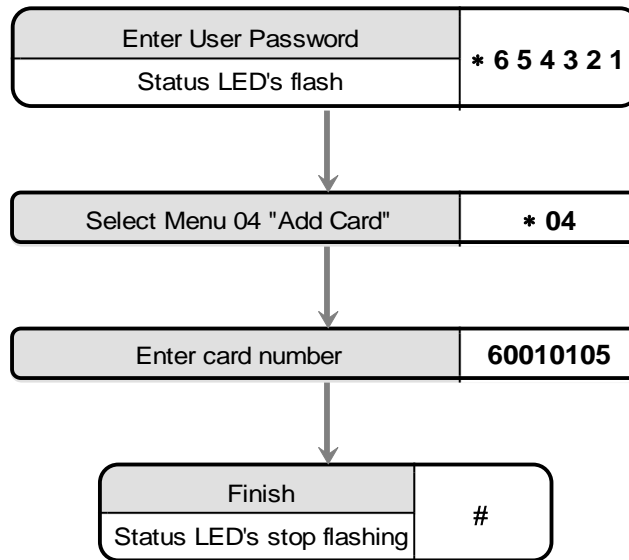 Enter User Password
* 6 5 4 3 2 1
Status LED's flash
Select Menu 04 "Add Card"
* 04
Enter card number
60010105
Finish
#
Status LED's stop flashing